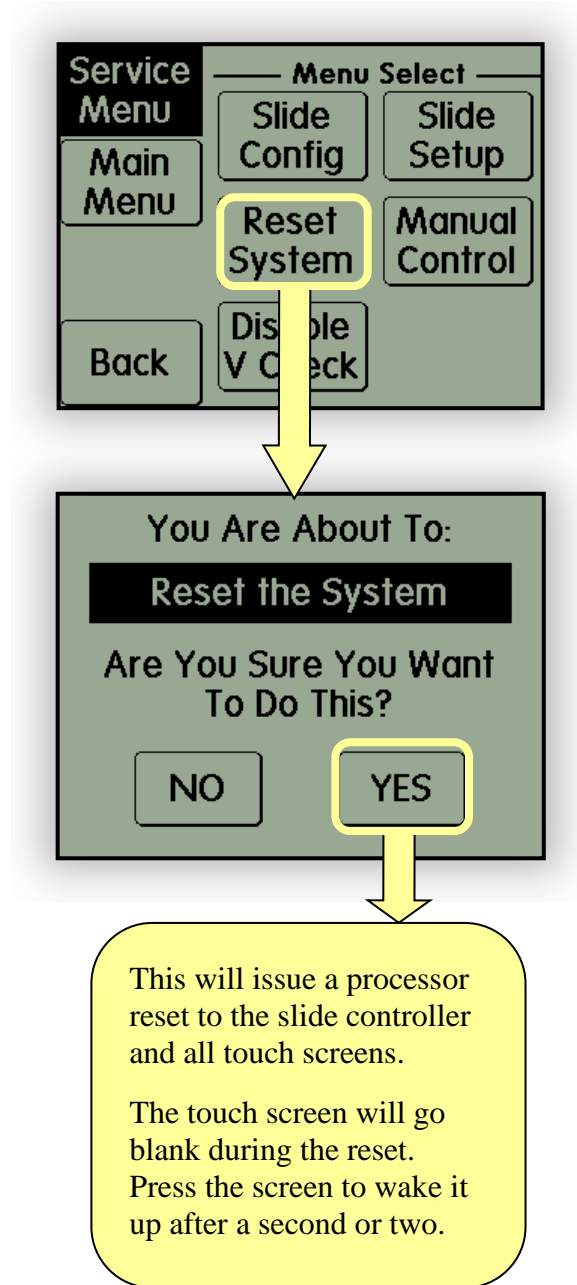 Service
Menu
Menu Select
Slide
Config
Slide
Setup
Main
Menu
Reset
System
Manual
Control
Back
Dis ble
V C eck
You Are About To:
Reset the System
Are You Sure You Want
To Do This?
NO
YES
This will issue a processor
reset to the slide controller
and all touch screens.
The touch screen will go
blank during the reset.
Press the screen to wake it
up after a second or two.